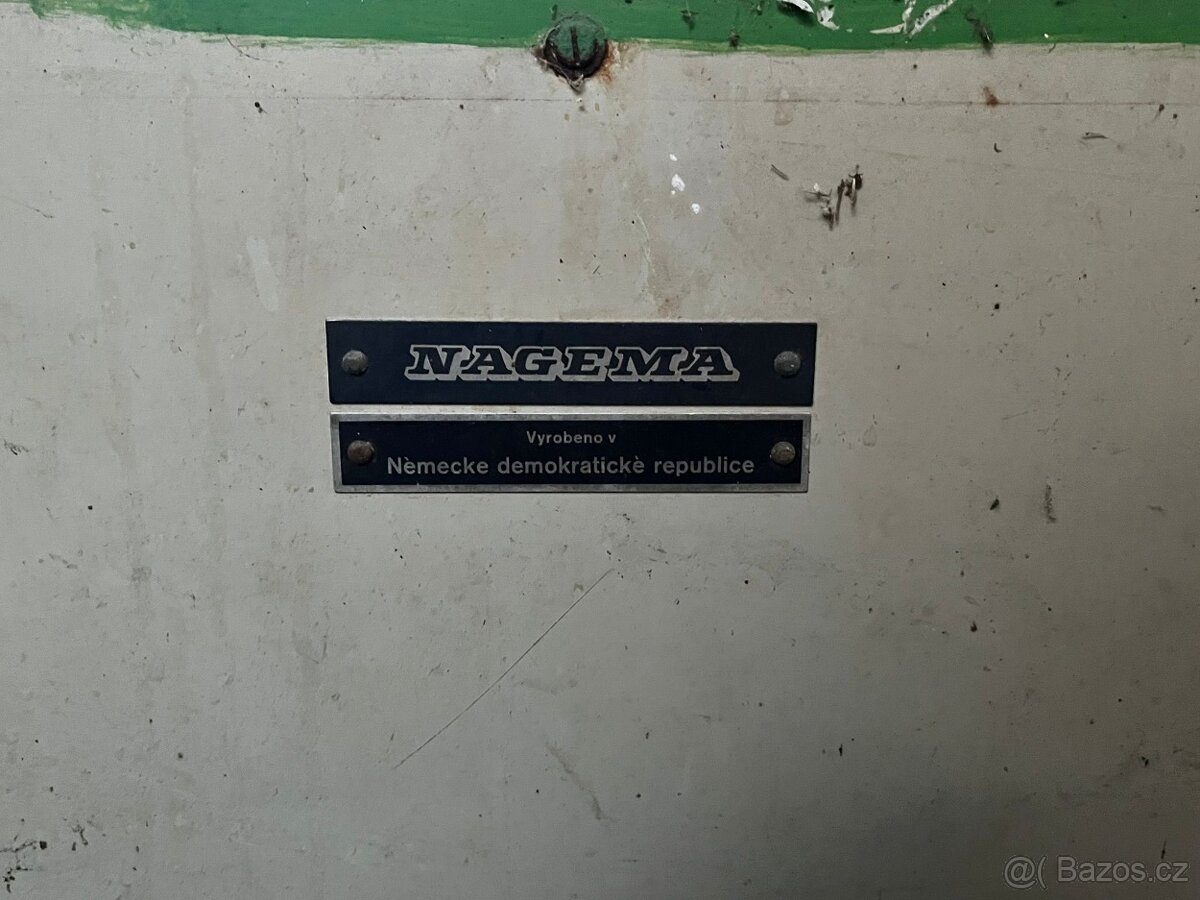 NAGEMA
Vyrobeno v
Nèmecke demokratickè republice
@( Bazos.cz